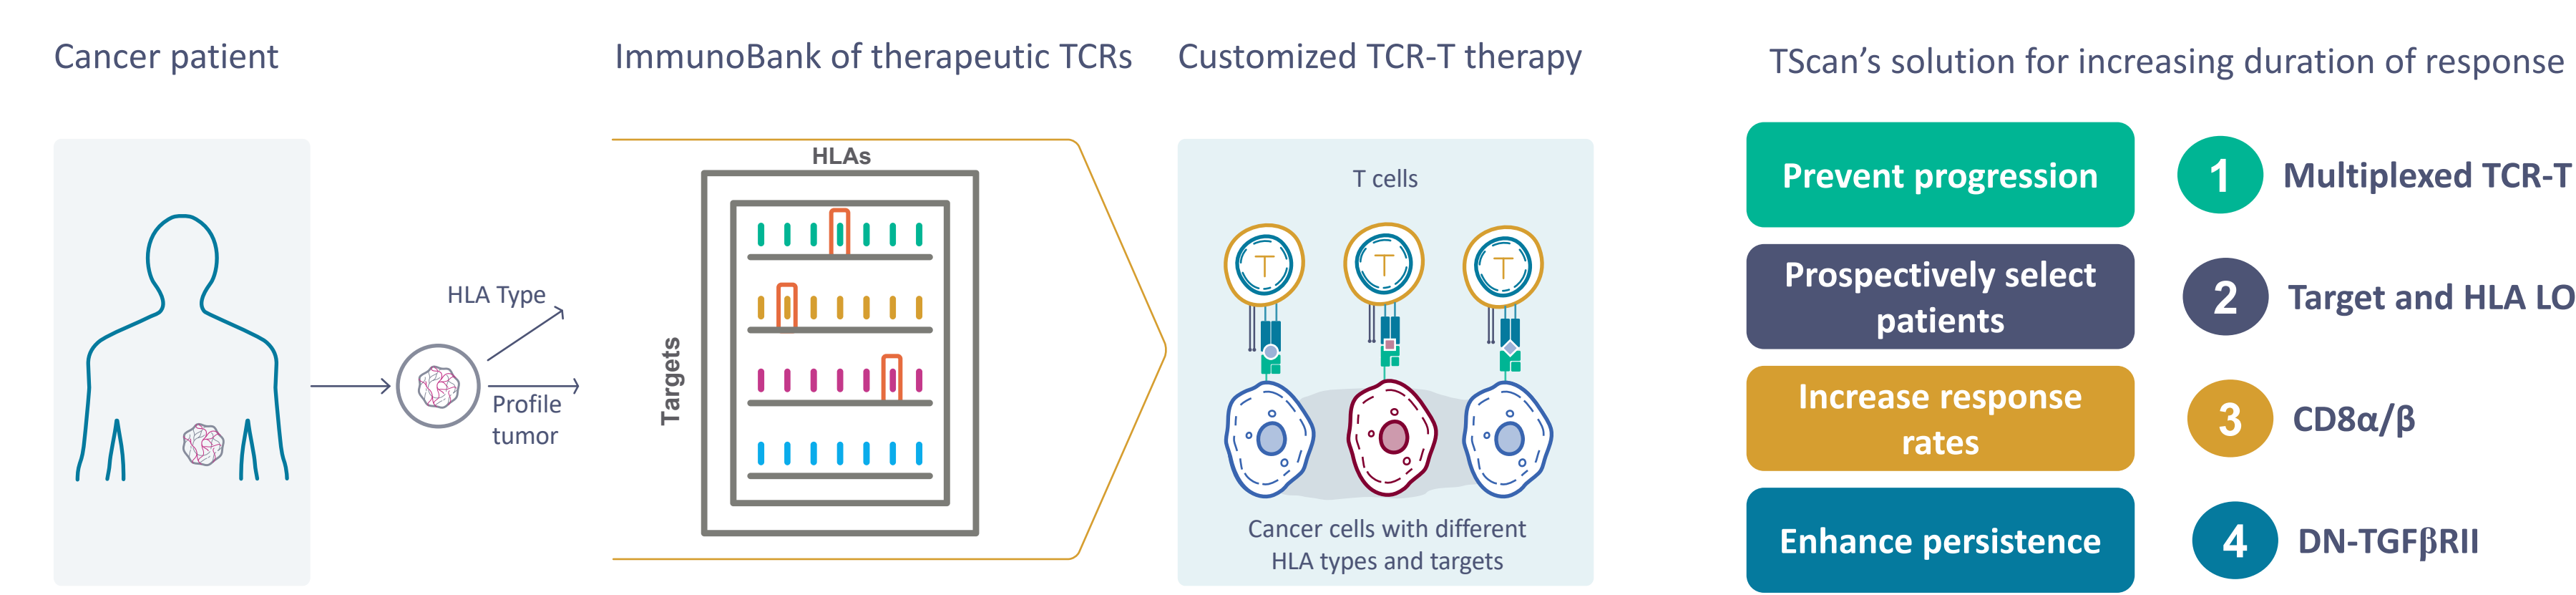 Cancer patient
HLA Type
Profile
tumor
ImmunoBank of therapeutic TCRs
HLAs
Targets
Customized TCR-T therapy
T cells
T
T
T
Cancer cells with different
HLA types and targets
TScan’s solution for increasing duration of response
Prevent progression
1
Multiplexed TCR-T
Prospectively select
patients
2
Target and HLA LO
Increase response
rates
3
CD8α/β
Enhance persistence
4
DN-TGFβRII